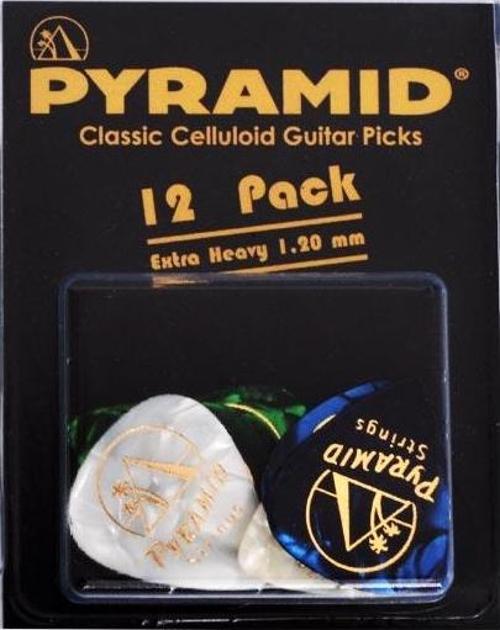 PYRAMID®
Classic Celluloid Guitar Picks
12 Pack
Extra Heavy 1.20 mm
PYRAMID
PYRAMID
Strings